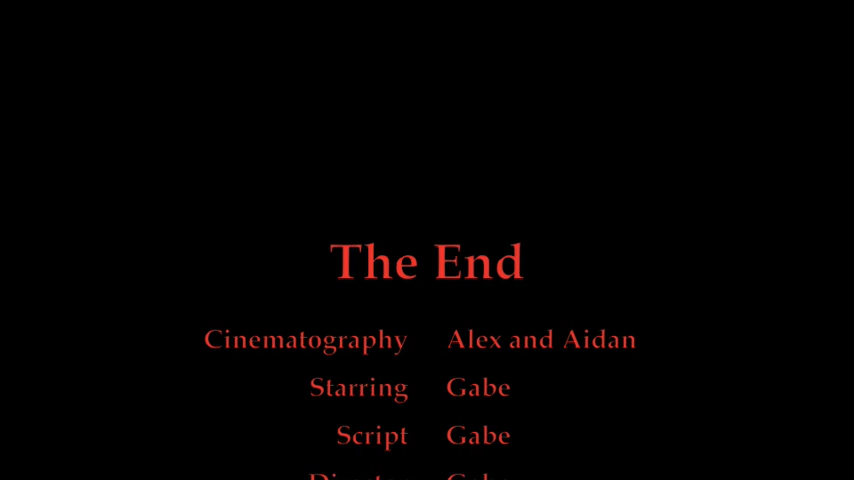 The End
Cinematography Alex and Aidan
Starring Gabe
Script Gabe